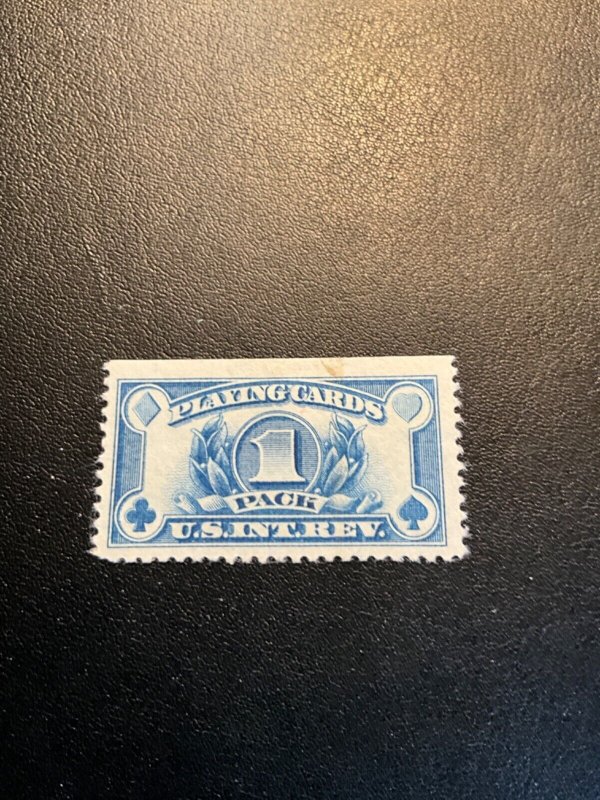 PLAYING CARDS
1
PACK
U.S.INT.REV.